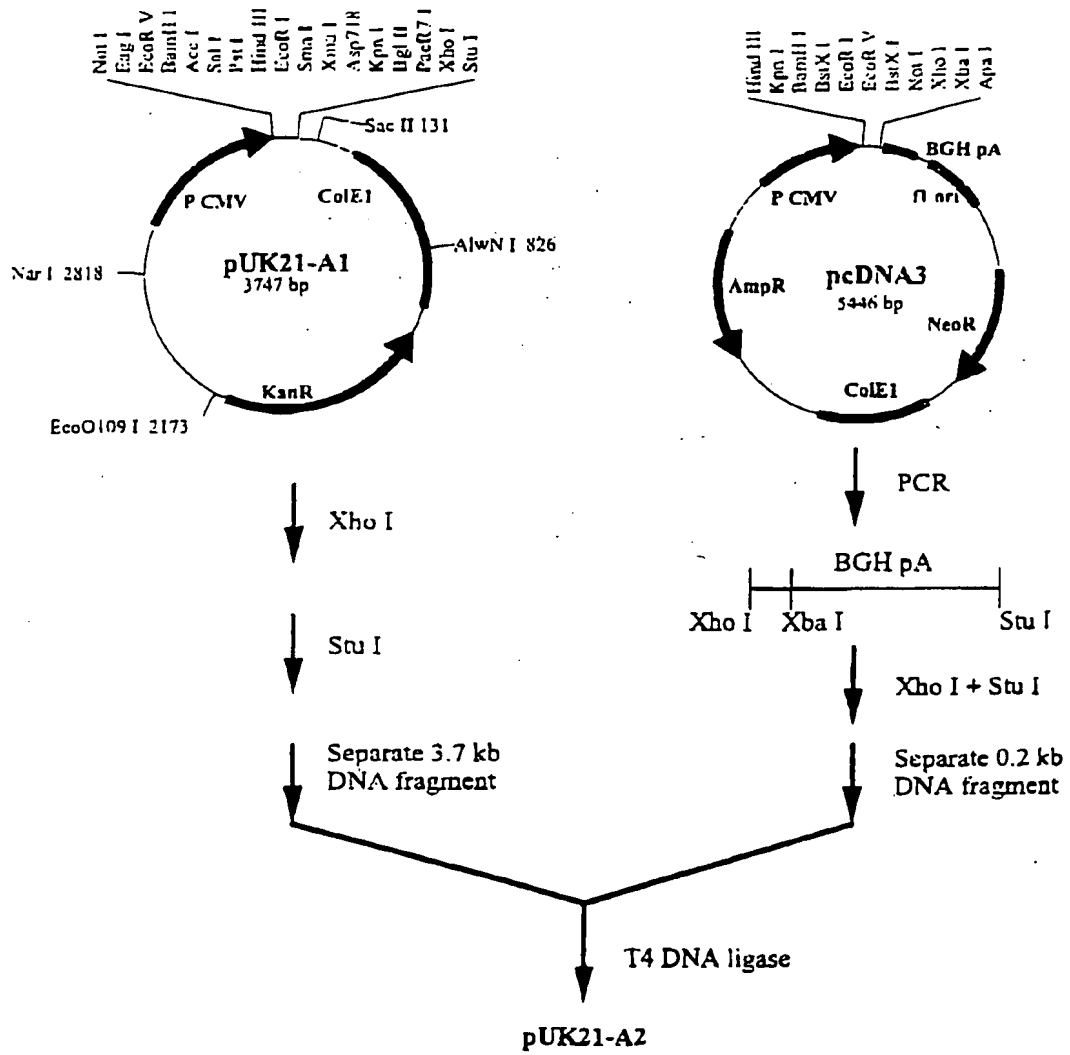 Not I
Eag I
EcoR V
BamH I
Acc I
Sal I
Pst I
Hind III
EcoR I
Sma I
Xma I
Asp718
Kpn I
Bgl II
PaeR7 I
Xho I
Stu I
Hind III
Kpn I
BamH I
BstX I
EcoR I
EcoR V
BstX I
Not I
Xho I
Xba I
Apa I
Sac II 131
P CMV
ColE1
pUK21-A1
3747 bp
AlwN I 826
Nar I 2818
KanR
EcoO109 I 2173
BGH pA
f1 ori
P CMV
AmpR
pcDNA3
5446 bp
NeoR
ColE1
Xho I
PCR
BGH pA
Xho I
Xba I
Stu I
Stu I
Xho I + Stu I
Separate 3.7 kb
DNA fragment
Separate 0.2 kb
DNA fragment
T4 DNA ligase
pUK21-A2